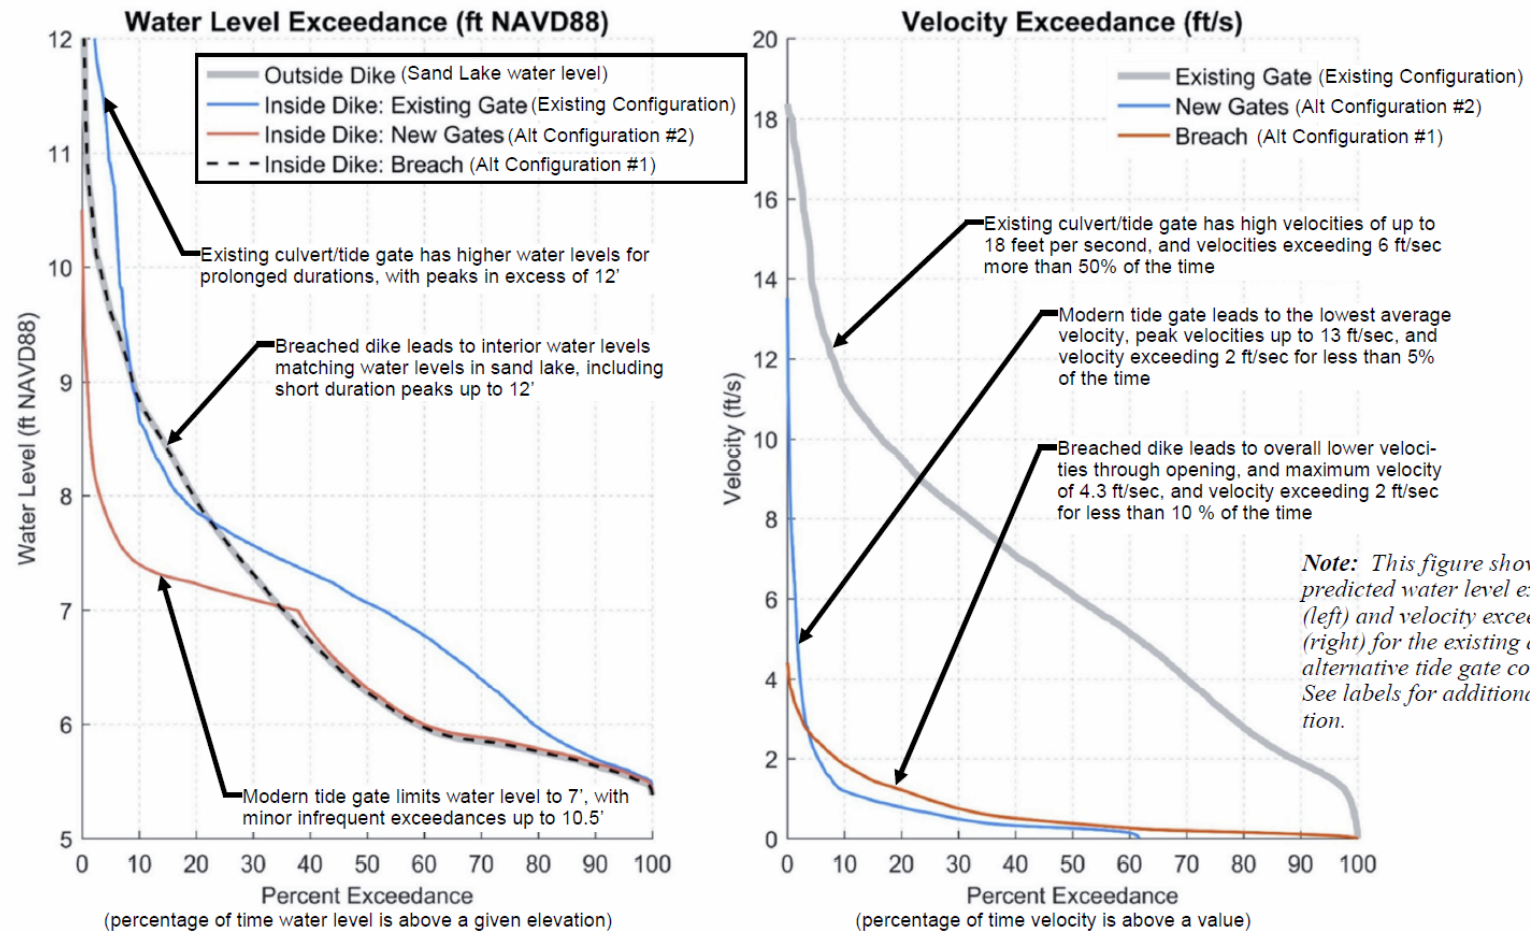 Water Level Exceedance (ft NAVD88)
12
11
10
9
8
7
6
5
Water Level (ft NAVD88)
Outside Dike (Sand Lake water level)
Inside Dike: Existing Gate (Existing Configuration)
Inside Dike: New Gates (Alt Configuration #2)
Inside Dike: Breach (Alt Configuration #1)
Existing culvert/tide gate has higher water levels for
prolonged durations, with peaks in excess of 12’
Breached dike leads to interior water levels
matching water levels in sand lake, including
short duration peaks up to 12’
Modern tide gate limits water level to 7’, with
minor infrequent exceedances up to 10.5’
0 10 20 30 40 50 60 70 80 90 100
Percent Exceedance
(percentage of time water level is above a given elevation)
Velocity Exceedance (ft/s)
20
18
16
14
12
10
8
6
4
2
0
Velocity (ft/s)
Existing Gate (Existing Configuration)
New Gates (Alt Configuration #2)
Breach (Alt Configuration #1)
Existing culvert/tide gate has high velocities of up to
18 feet per second, and velocities exceeding 6 ft/sec
more than 50% of the time
Modern tide gate leads to the lowest average
velocity, peak velocities up to 13 ft/sec, and
velocity exceeding 2 ft/sec for less than 5%
of the time
Breached dike leads to overall lower veloci-
ties through opening, and maximum velocity
of 4.3 ft/sec, and velocity exceeding 2 ft/sec
for less than 10 % of the time
0 10 20 30 40 50 60 70 80 90 100
Percent Exceedance
(percentage of time velocity is above a value)
Note: This figure show
predicted water level ex
(left) and velocity excee
(right) for the existing a
alternative tide gate co
See labels for additiona
tion.